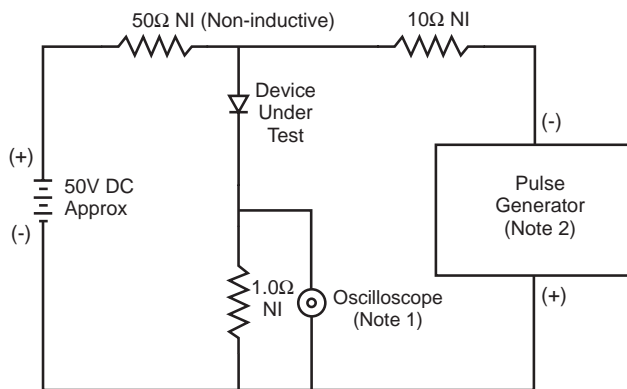 50Ω NI (Non-inductive)
10Ω NI
Device
Under
Test
(-)
(+)
50V DC
Approx
(-)
Pulse
Generator
(Note 2)
1.0Ω
NI
Oscilloscope
(Note 1)
(+)